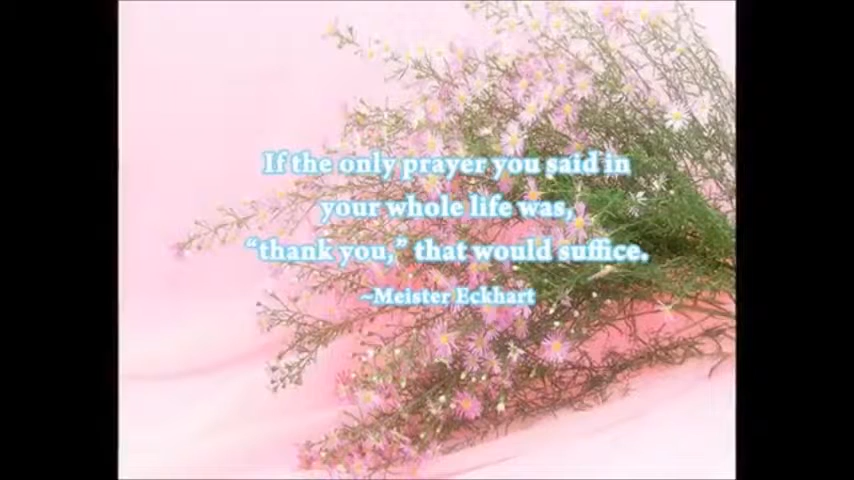 If the only prayer you said in
your whole life was,
“thank you,” that would suffice.
~Meister Eckhart